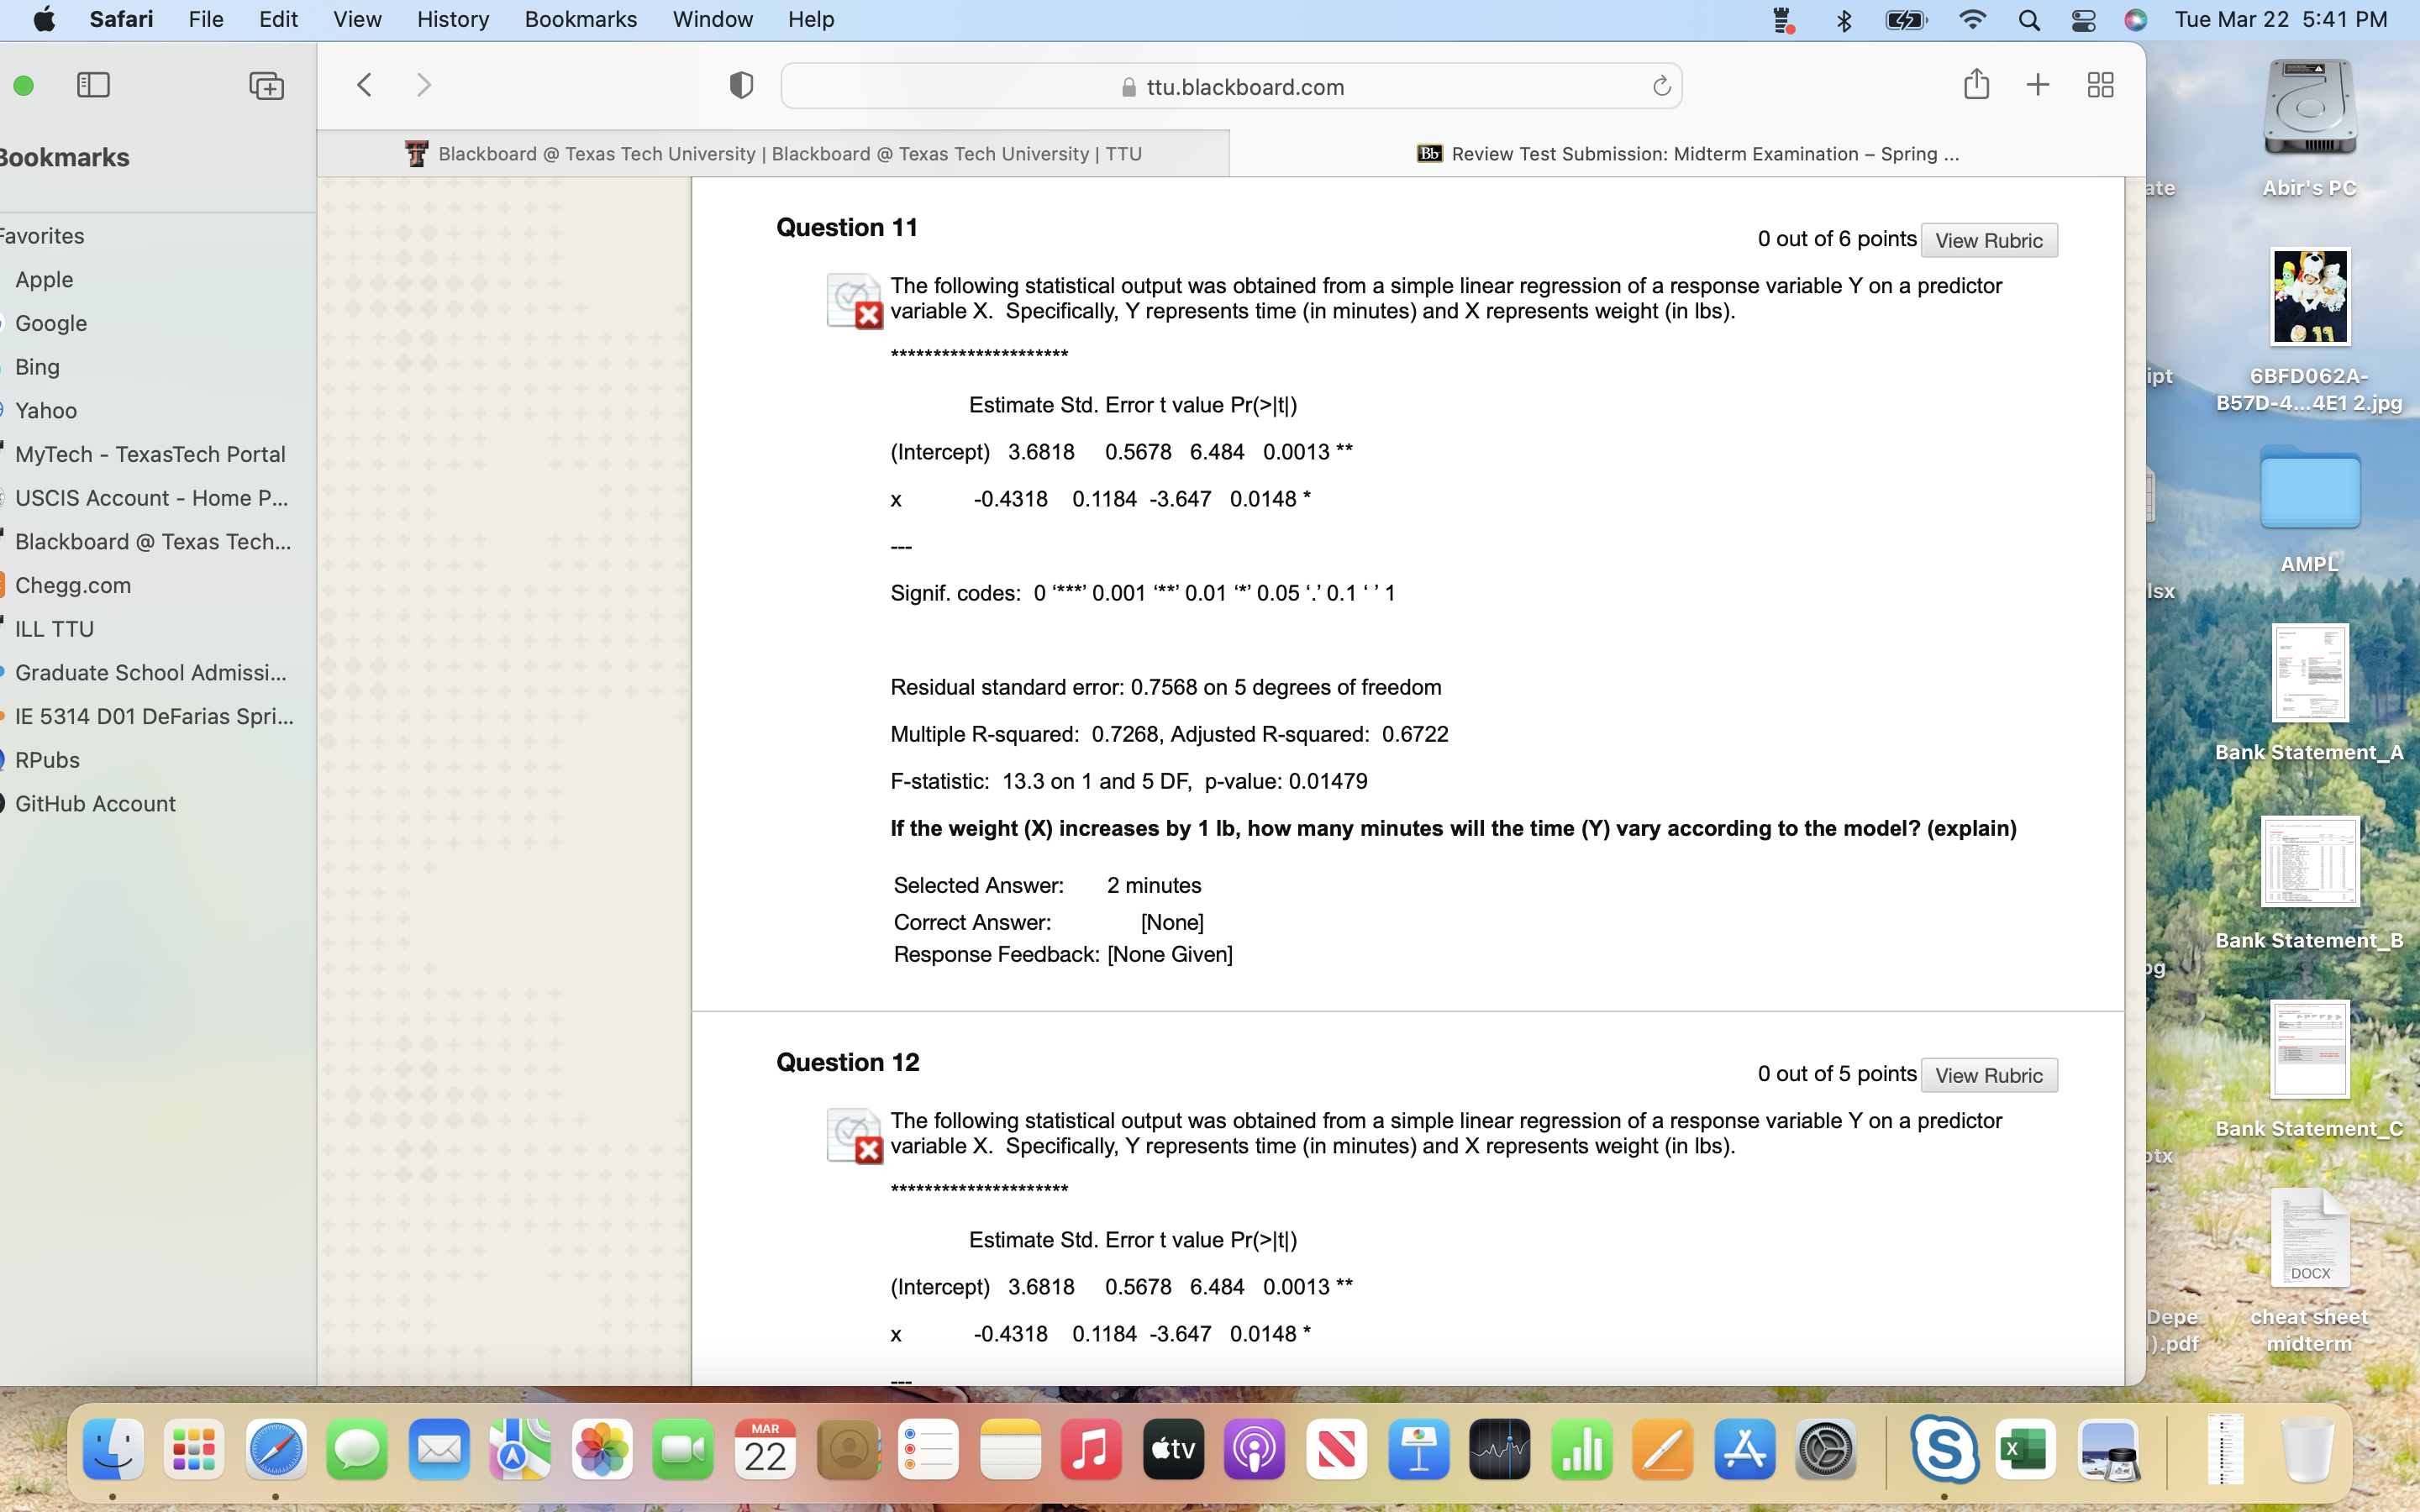 Safari File Edit View History Bookmarks Window Help Tue Mar 22 5:41 PM
ttu.blackboard.com
Blackboard @ Texas Tech University | Blackboard @ Texas Tech University | TTU
Bb Review Test Submission: Midterm Examination – Spring ...
Bookmarks
Favorites
Apple
Google
Bing
Yahoo
MyTech - TexasTech Portal
USCIS Account - Home P...
Blackboard @ Texas Tech...
Chegg.com
ILL TTU
Graduate School Admissi...
IE 5314 D01 DeFarias Spri...
RPubs
GitHub Account
Question 11
0 out of 6 points View Rubric
The following statistical output was obtained from a simple linear regression of a response variable Y on a predictor
variable X. Specifically, Y represents time (in minutes) and X represents weight (in lbs).
*********************
Estimate Std. Error t value Pr(>|t|)
(Intercept) 3.6818 0.5678 6.484 0.0013 **
x -0.4318 0.1184 -3.647 0.0148 *
---
Signif. codes: 0 ‘***’ 0.001 ‘**’ 0.01 ‘*’ 0.05 ‘.’ 0.1 ‘ ’ 1
Residual standard error: 0.7568 on 5 degrees of freedom
Multiple R-squared: 0.7268, Adjusted R-squared: 0.6722
F-statistic: 13.3 on 1 and 5 DF, p-value: 0.01479
If the weight (X) increases by 1 lb, how many minutes will the time (Y) vary according to the model? (explain)
Selected Answer: 2 minutes
Correct Answer: [None]
Response Feedback: [None Given]
Question 12
0 out of 5 points View Rubric
The following statistical output was obtained from a simple linear regression of a response variable Y on a predictor
variable X. Specifically, Y represents time (in minutes) and X represents weight (in lbs).
*********************
Estimate Std. Error t value Pr(>|t|)
(Intercept) 3.6818 0.5678 6.484 0.0013 **
x -0.4318 0.1184 -3.647 0.0148 *
---
Abir's PC
6BFD062A-
B57D-4...4E1 2.jpg
AMPL
lsx
Bank Statement_A
Bank Statement_B
Bank Statement_C
DOCX
cheat sheet
midterm
Depe
).pdf
MAR
22
tv
S
X